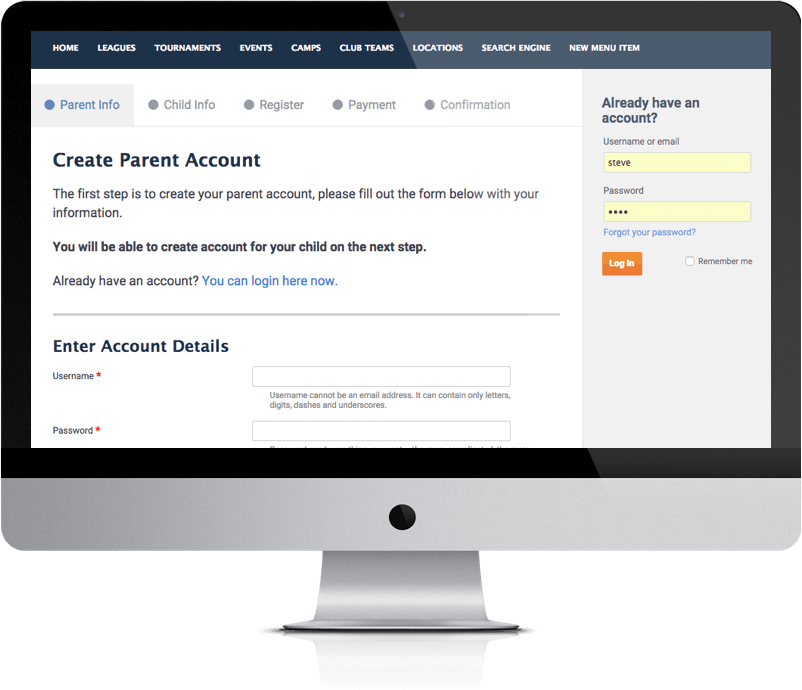 HOME LEAGUES TOURNAMENTS EVENTS CAMPS CLUB TEAMS LOCATIONS SEARCH ENGINE NEW MENU ITEM
Parent Info Child Info Register Payment Confirmation
Create Parent Account
The first step is to create your parent account, please fill out the form below with your
information.
You will be able to create account for your child on the next step.
Already have an account? You can login here now.
Enter Account Details
Username *
Username cannot be an email address. It can contain only letters,
digits, dashes and underscores.
Password *
Already have an
account?
Username or email
steve
Password
••••
Forgot your password?
Log In
Remember me